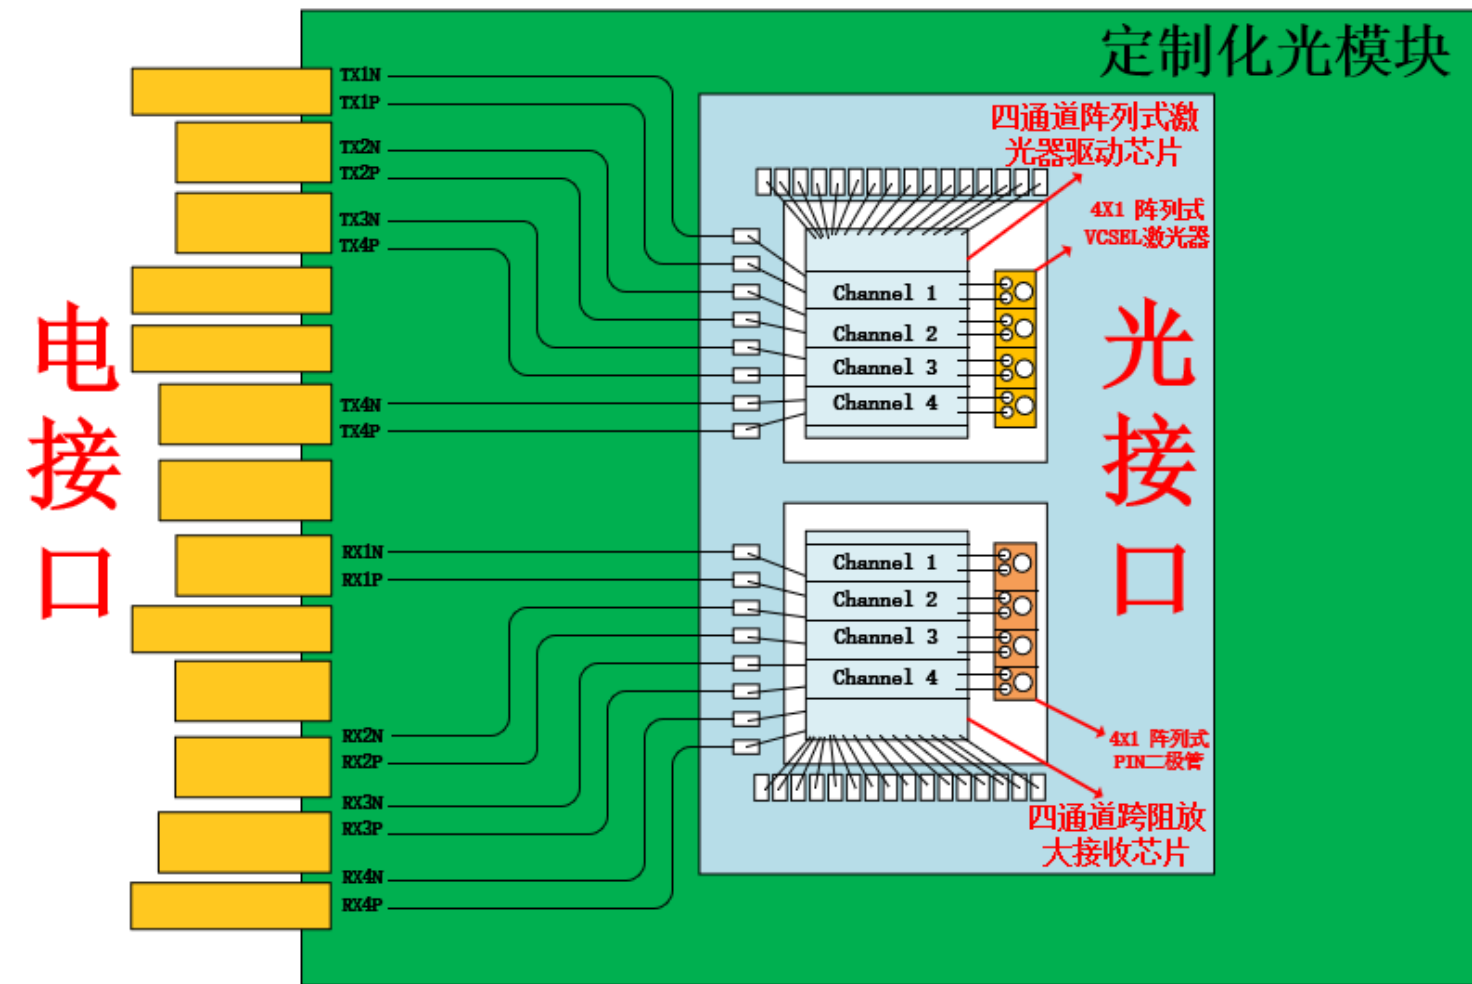 定制化光模块
TX1N
TX1P
TX2N
TX2P
TX3N
TX4P
TX4N
TX4P
RX1N
RX1P
RX2N
RX2P
RX3N
RX3P
RX4N
RX4P
电接口
四通道阵列式激
光器驱动芯片
4X1 阵列式
VCSEL激光器
Channel 1
Channel 2
Channel 3
Channel 4
光接口
Channel 1
Channel 2
Channel 3
Channel 4
4x1 阵列式
PIN二极管
四通道跨阻放
大接收芯片